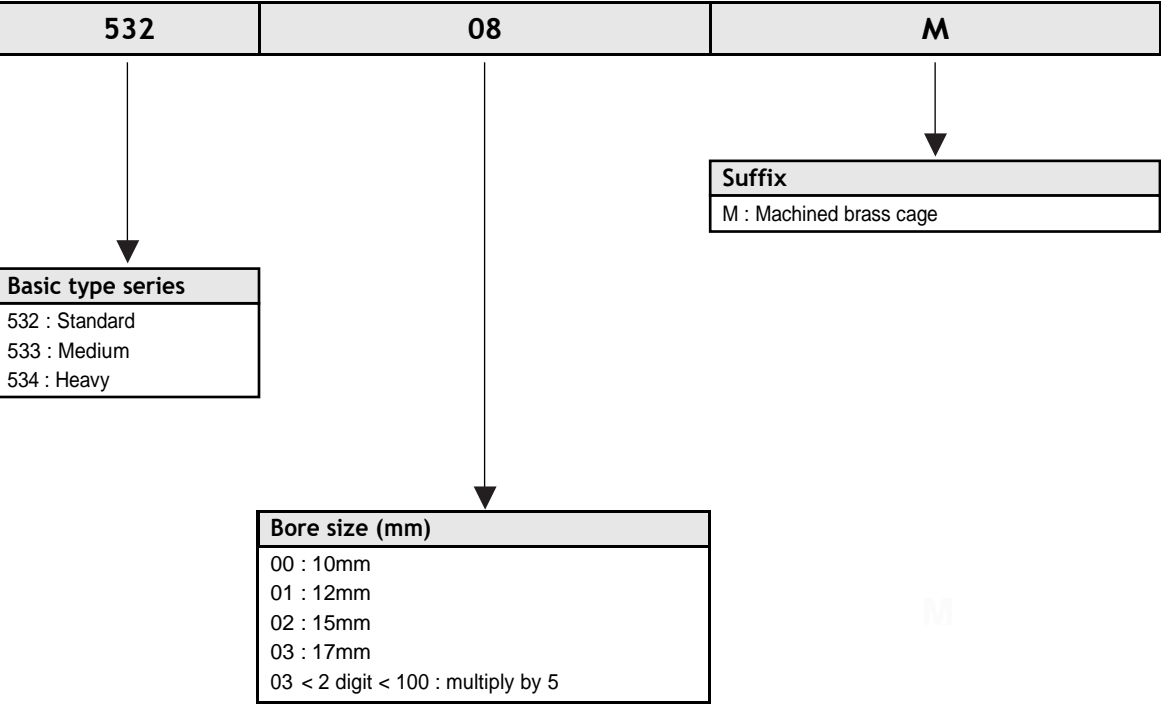 532 08 M
Suffix
M : Machined brass cage
Basic type series
532 : Standard
533 : Medium
534 : Heavy
Bore size (mm)
00 : 10mm
01 : 12mm
02 : 15mm
03 : 17mm
03 < 2 digit < 100 : multiply by 5
M